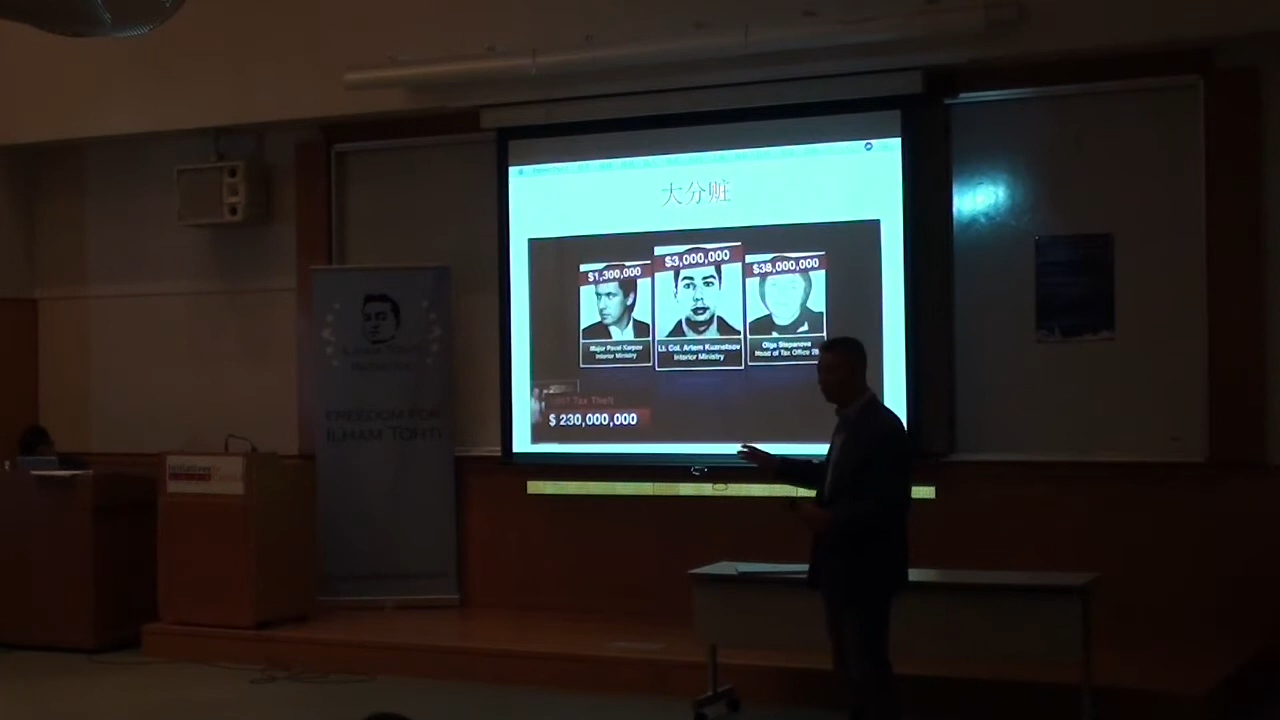 大分赃
$1,300,000
$3,000,000
$38,000,000
Major Pavel Karpov
Interior Ministry
Lt. Col. Artem Kuznetsov
Interior Ministry
Olga Stepanova
Head of Tax Office 28
2007 Tax Theft
$ 230,000,000
FREEDOM FOR
ILHAM TOHTI